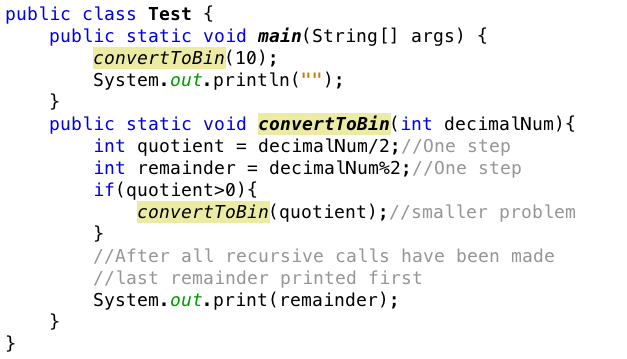 public class Test {
    public static void main(String[] args) {
        convertToBin(10);
        System.out.println("");
    }
    public static void convertToBin(int decimalNum){
        int quotient = decimalNum/2;//One step
        int remainder = decimalNum%2;//One step
        if(quotient>0){
            convertToBin(quotient);//smaller problem
        }
        //After all recursive calls have been made
        //last remainder printed first
        System.out.print(remainder);
    }
}